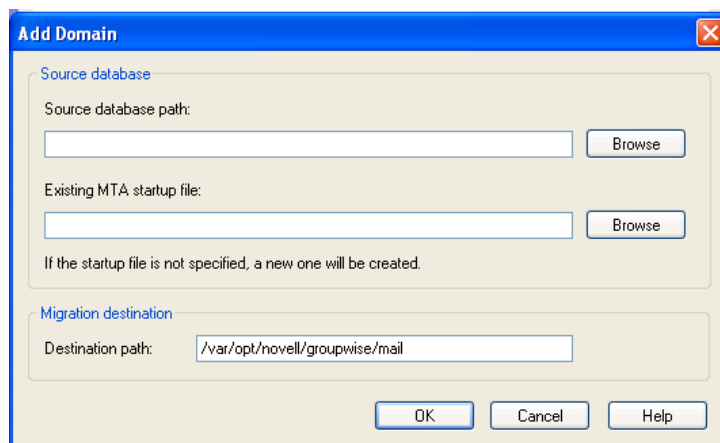 Add Domain
Source database
Source database path:
Browse
Existing MTA startup file:
Browse
If the startup file is not specified, a new one will be created.
Migration destination
Destination path: /var/opt/novell/groupwise/mail
OK Cancel Help